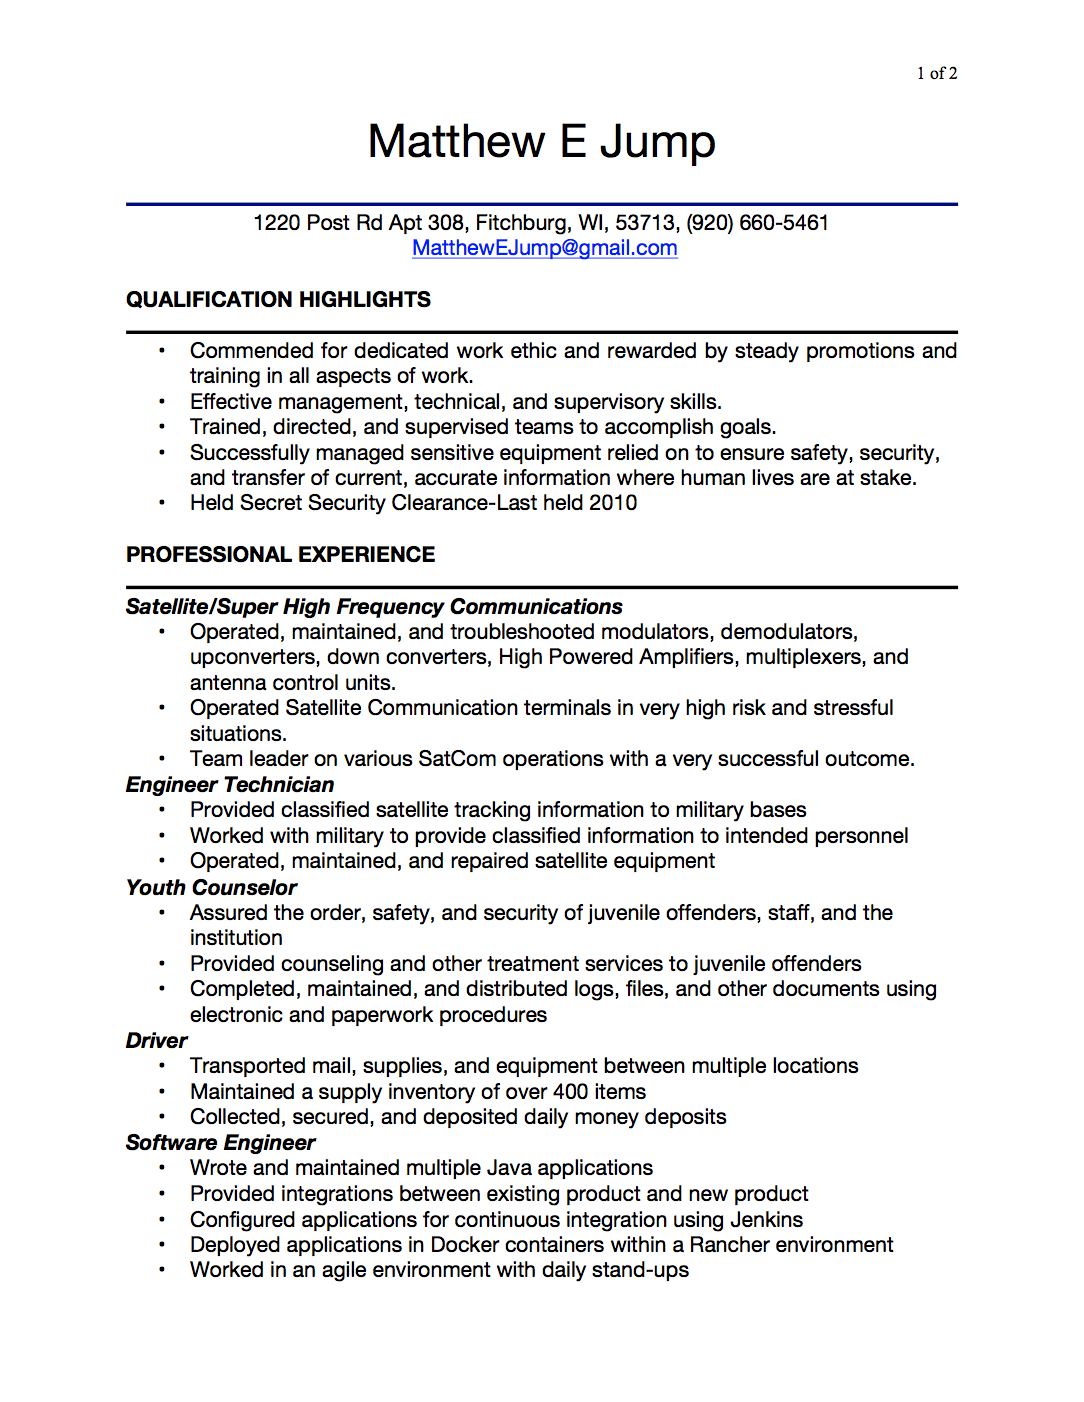 1 of 2
Matthew E Jump
1220 Post Rd Apt 308, Fitchburg, WI, 53713, (920) 660-5461
MatthewEJump@gmail.com
QUALIFICATION HIGHLIGHTS
• Commended for dedicated work ethic and rewarded by steady promotions and
training in all aspects of work.
• Effective management, technical, and supervisory skills.
• Trained, directed, and supervised teams to accomplish goals.
• Successfully managed sensitive equipment relied on to ensure safety, security,
and transfer of current, accurate information where human lives are at stake.
• Held Secret Security Clearance-Last held 2010
PROFESSIONAL EXPERIENCE
Satellite/Super High Frequency Communications
• Operated, maintained, and troubleshooted modulators, demodulators,
upconverters, down converters, High Powered Amplifiers, multiplexers, and
antenna control units.
• Operated Satellite Communication terminals in very high risk and stressful
situations.
• Team leader on various SatCom operations with a very successful outcome.
Engineer Technician
• Provided classified satellite tracking information to military bases
• Worked with military to provide classified information to intended personnel
• Operated, maintained, and repaired satellite equipment
Youth Counselor
• Assured the order, safety, and security of juvenile offenders, staff, and the
institution
• Provided counseling and other treatment services to juvenile offenders
• Completed, maintained, and distributed logs, files, and other documents using
electronic and paperwork procedures
Driver
• Transported mail, supplies, and equipment between multiple locations
• Maintained a supply inventory of over 400 items
• Collected, secured, and deposited daily money deposits
Software Engineer
• Wrote and maintained multiple Java applications
• Provided integrations between existing product and new product
• Configured applications for continuous integration using Jenkins
• Deployed applications in Docker containers within a Rancher environment
• Worked in an agile environment with daily stand-ups